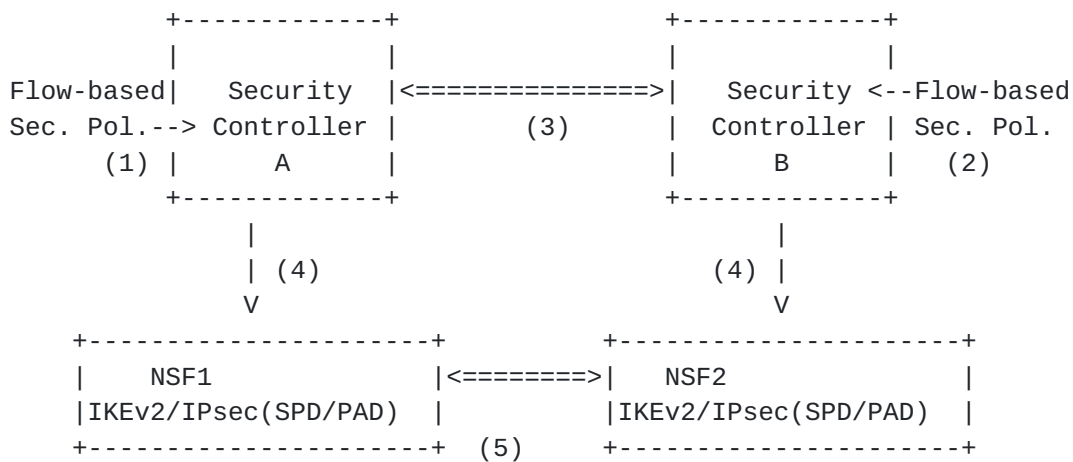 +-------------+ +-------------+
| | | |
Flow-based| Security |<===============>| Security <--Flow-based
Sec. Pol.--> Controller | (3) | Controller | Sec. Pol.
(1) | A | | B | (2)
+-------------+ +-------------+
| |
| (4) (4) |
V V
+----------------------+ +----------------------+
| NSF1 |<========>| NSF2 |
|IKEv2/IPsec(SPD/PAD) | |IKEv2/IPsec(SPD/PAD) |
+----------------------+ (5) +----------------------+